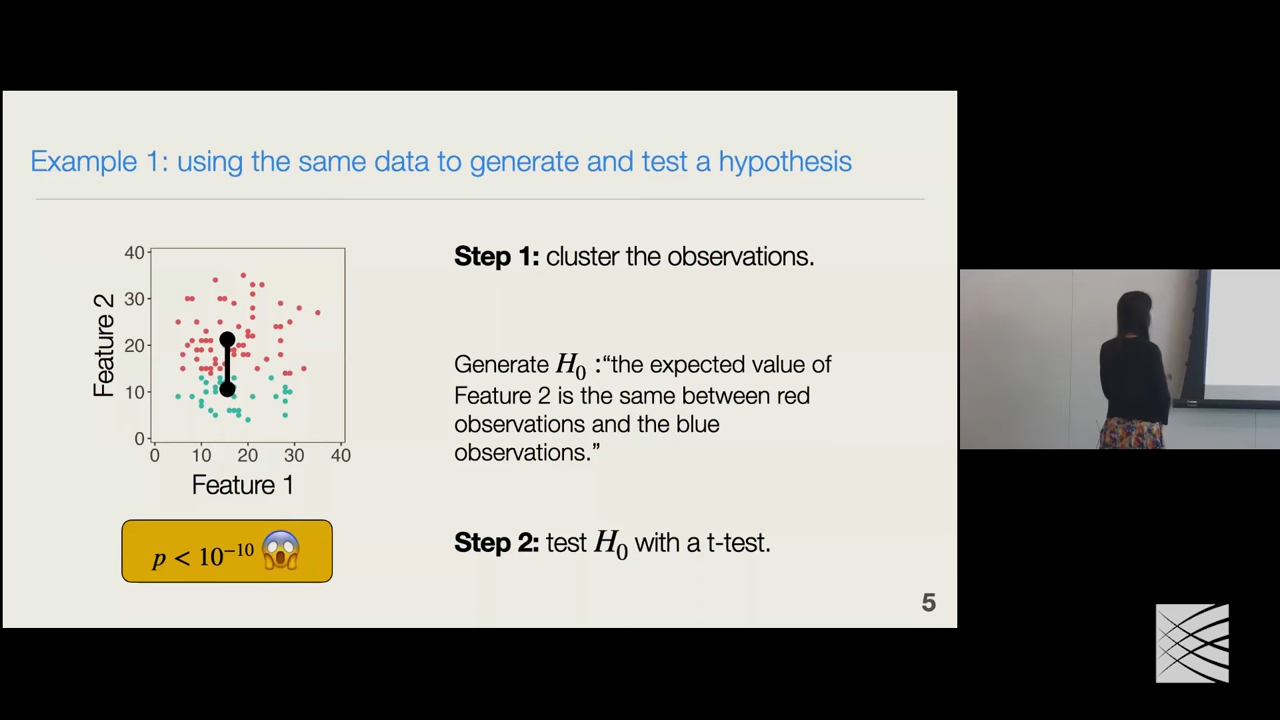 Example 1: using the same data to generate and test a hypothesis
40
30
20
10
0
Feature 2
0 10 20 30 40
Feature 1
p < 10⁻¹⁰ 😱
Step 1: cluster the observations.
Generate H₀ :“the expected value of
Feature 2 is the same between red
observations and the blue
observations.”
Step 2: test H₀ with a t-test.
5